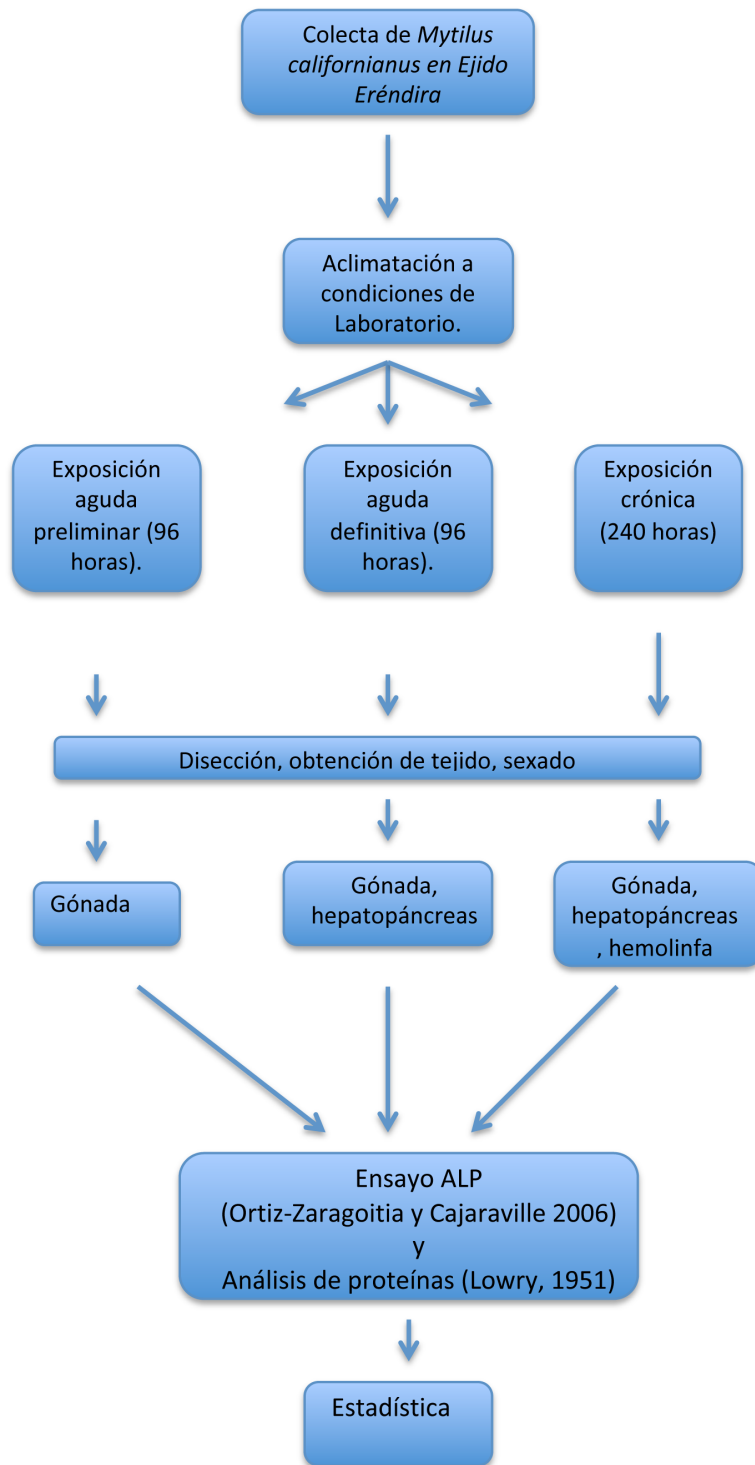 Colecta de Mytilus
californianus en Ejido
Eréndira
Aclimatación a
condiciones de
Laboratorio.
Exposición
aguda
preliminar (96
horas).
Exposición
aguda
definitiva (96
horas).
Exposición
crónica
(240 horas)
Disección, obtención de tejido, sexado
Gónada
Gónada,
hepatopáncreas
Gónada,
hepatopáncreas
, hemolinfa
Ensayo ALP
(Ortiz-Zaragoitia y Cajaraville 2006)
y
Análisis de proteínas (Lowry, 1951)
Estadística